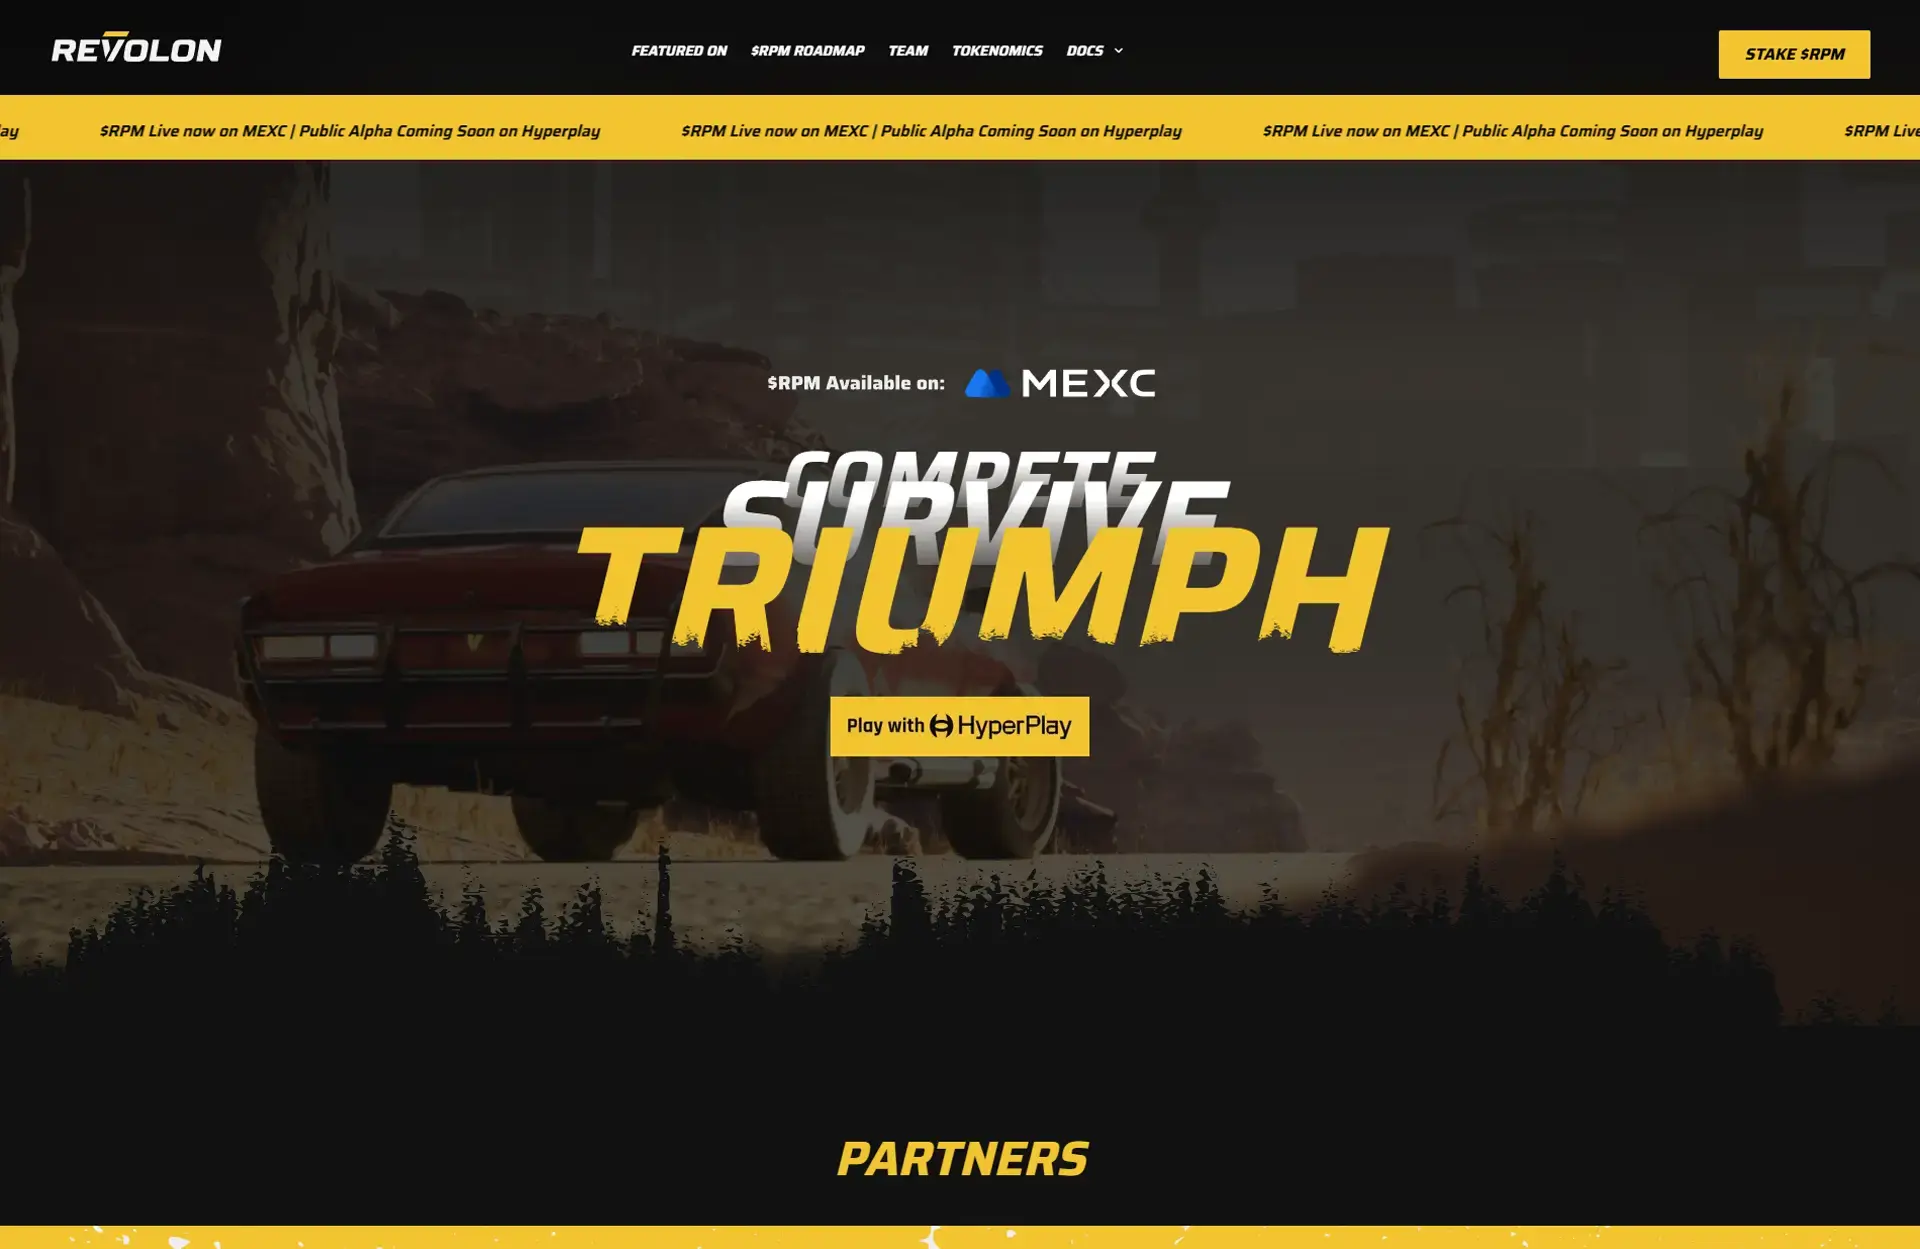 REVOLON
FEATURED ON $RPM ROADMAP TEAM TOKENOMICS DOCS
STAKE $RPM
ay $RPM Live now on MEXC | Public Alpha Coming Soon on Hyperplay $RPM Live now on MEXC | Public Alpha Coming Soon on Hyperplay $RPM Live now on MEXC | Public Alpha Coming Soon on Hyperplay $RPM Live
$RPM Available on: MEXC
COMPETE
SURVIVE
TRIUMPH
Play with HyperPlay
PARTNERS